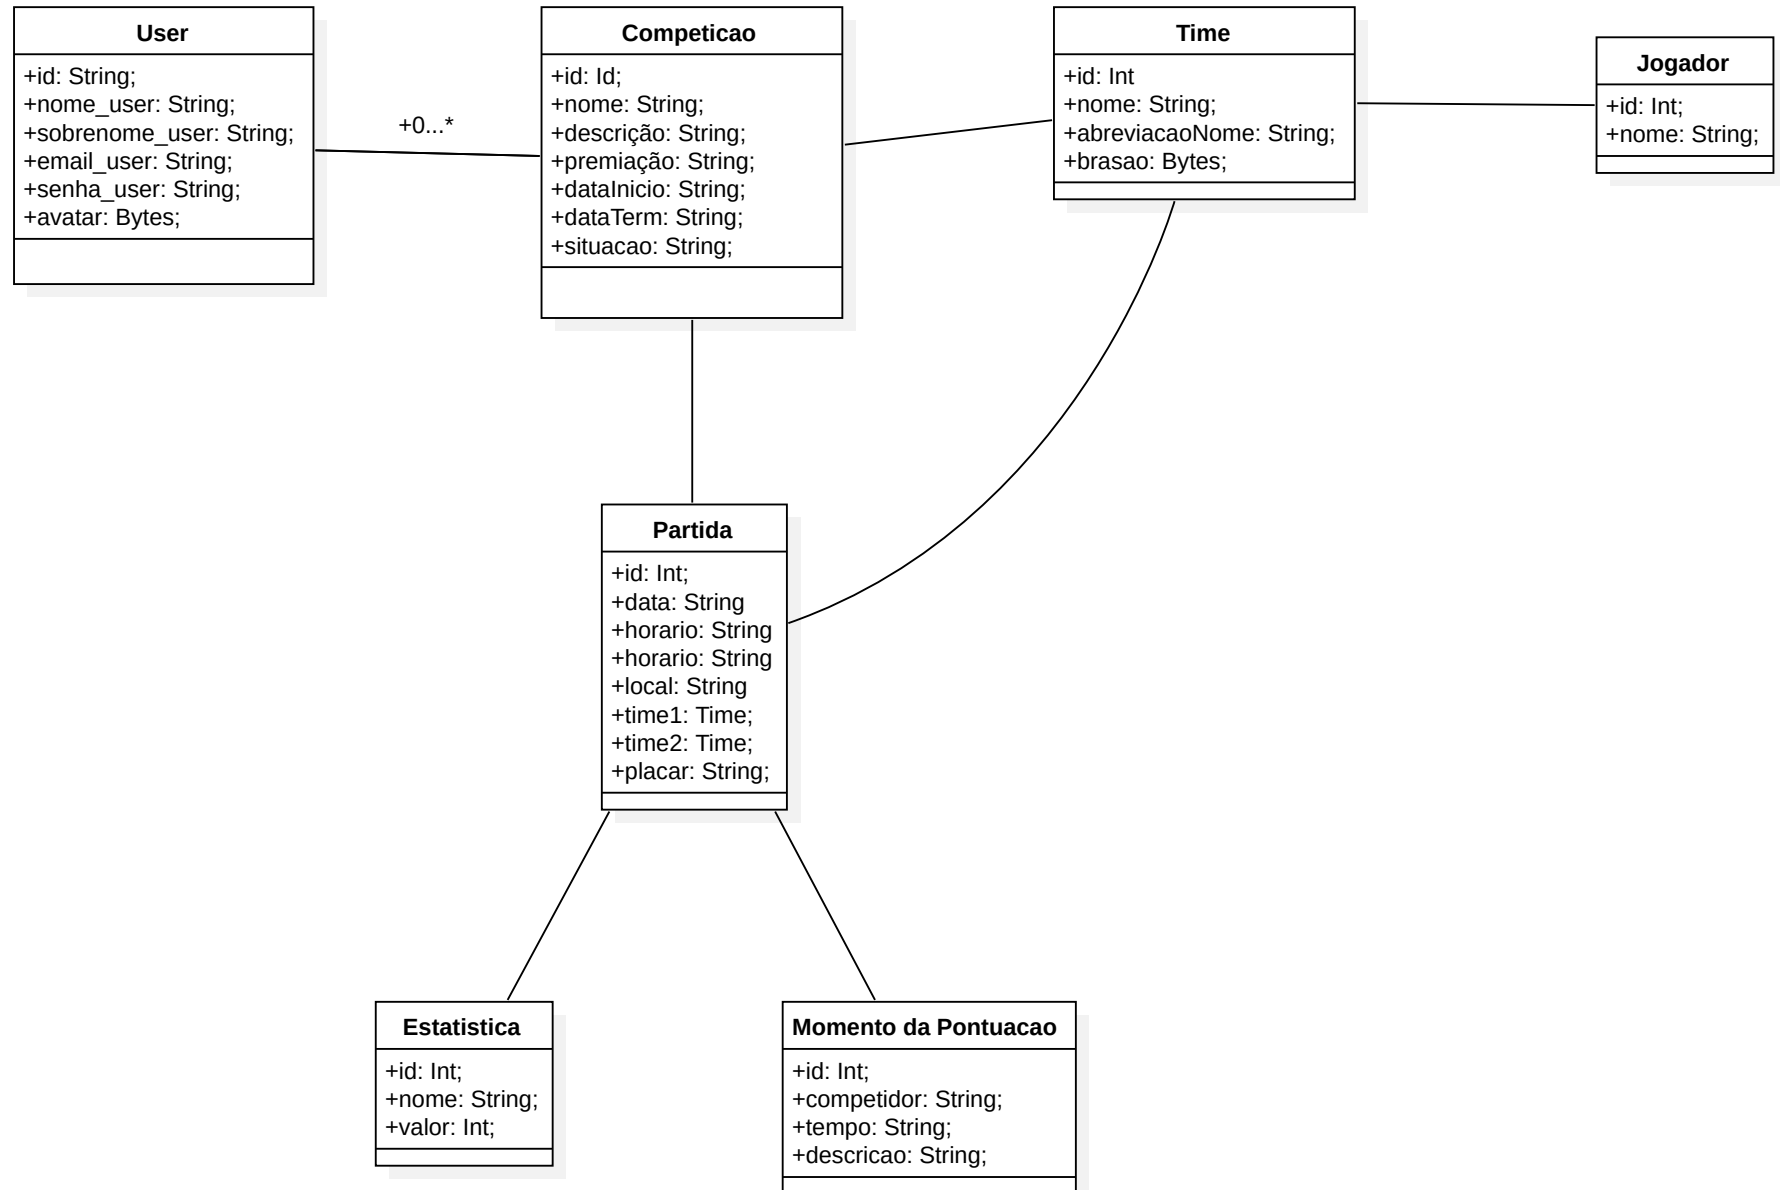 User
+id: String;
+nome_user: String;
+sobrenome_user: String;
+email_user: String;
+senha_user: String;
+avatar: Bytes;
+0...*
Competicao
+id: Id;
+nome: String;
+descrição: String;
+premiação: String;
+dataInicio: String;
+dataTerm: String;
+situacao: String;
Time
+id: Int
+nome: String;
+abreviacaoNome: String;
+brasao: Bytes;
Jogador
+id: Int;
+nome: String;
Partida
+id: Int;
+data: String
+horario: String
+horario: String
+local: String
+time1: Time;
+time2: Time;
+placar: String;
Estatistica
+id: Int;
+nome: String;
+valor: Int;
Momento da Pontuacao
+id: Int;
+competidor: String;
+tempo: String;
+descricao: String;